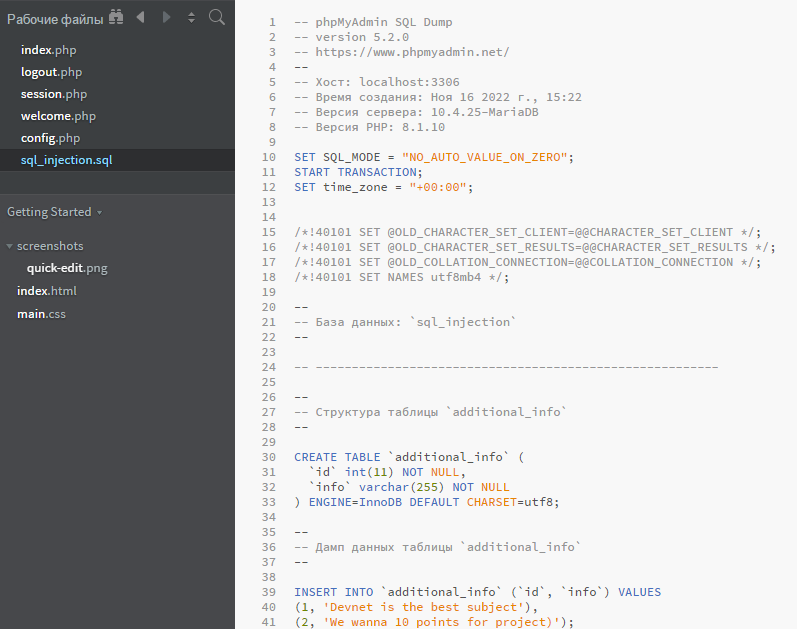 Рабочие файлы
index.php
logout.php
session.php
welcome.php
config.php
sql_injection.sql
Getting Started
screenshots
quick-edit.png
index.html
main.css
1 -- phpMyAdmin SQL Dump
2 -- version 5.2.0
3 -- https://www.phpmyadmin.net/
4 --
5 -- Хост: localhost:3306
6 -- Время создания: Ноя 16 2022 г., 15:22
7 -- Версия сервера: 10.4.25-MariaDB
8 -- Версия PHP: 8.1.10
9
10 SET SQL_MODE = "NO_AUTO_VALUE_ON_ZERO";
11 START TRANSACTION;
12 SET time_zone = "+00:00";
13
14
15 /*!40101 SET @OLD_CHARACTER_SET_CLIENT=@@CHARACTER_SET_CLIENT */;
16 /*!40101 SET @OLD_CHARACTER_SET_RESULTS=@@CHARACTER_SET_RESULTS */;
17 /*!40101 SET @OLD_COLLATION_CONNECTION=@@COLLATION_CONNECTION */;
18 /*!40101 SET NAMES utf8mb4 */;
19
20 --
21 -- База данных: `sql_injection`
22 --
23
24 -- --------------------------------------------------------
25
26 --
27 -- Структура таблицы `additional_info`
28 --
29
30 CREATE TABLE `additional_info` (
31 `id` int(11) NOT NULL,
32 `info` varchar(255) NOT NULL
33 ) ENGINE=InnoDB DEFAULT CHARSET=utf8;
34
35 --
36 -- Дамп данных таблицы `additional_info`
37 --
38
39 INSERT INTO `additional_info` (`id`, `info`) VALUES
40 (1, 'Devnet is the best subject'),
41 (2, 'We wanna 10 points for project)');